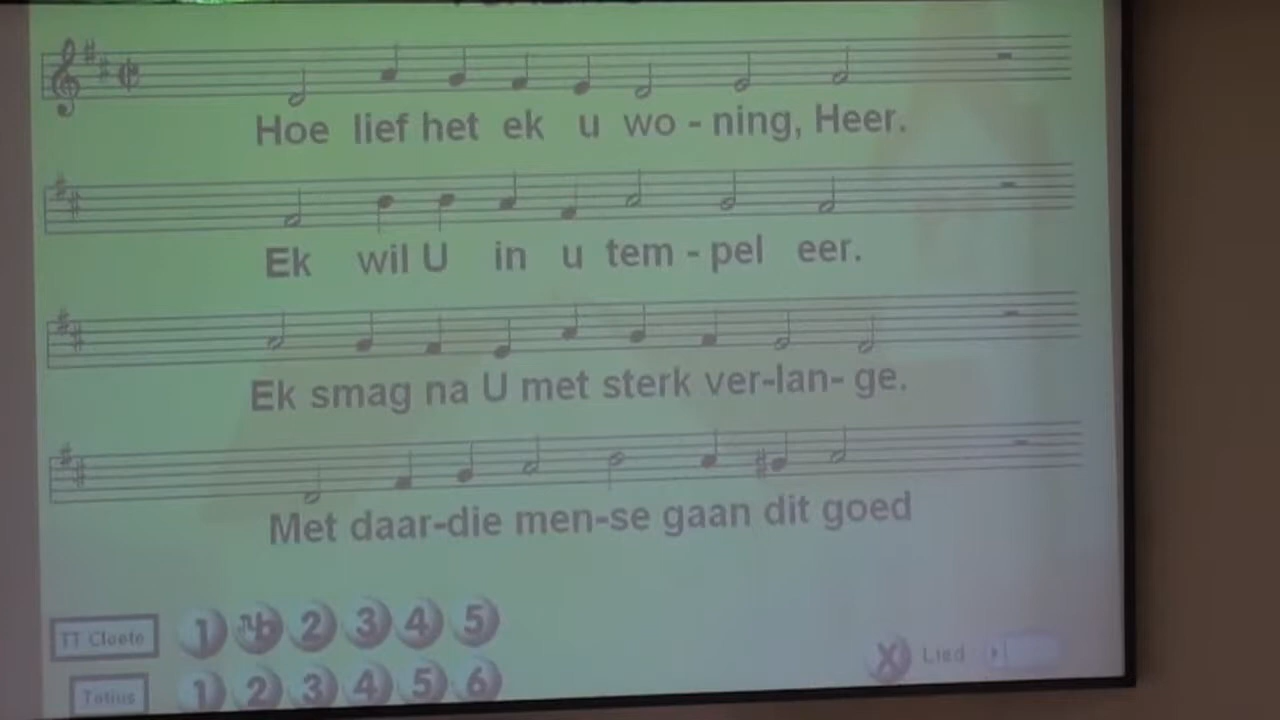 Hoe lief het ek u wo - ning, Heer.
Ek wil U in u tem - pel eer.
Ek smag na U met sterk ver-lan- ge.
Met daar-die men-se gaan dit goed
TT Cloete 1 2 3 4 5
X Lied
Totius 1 2 3 4 5 6